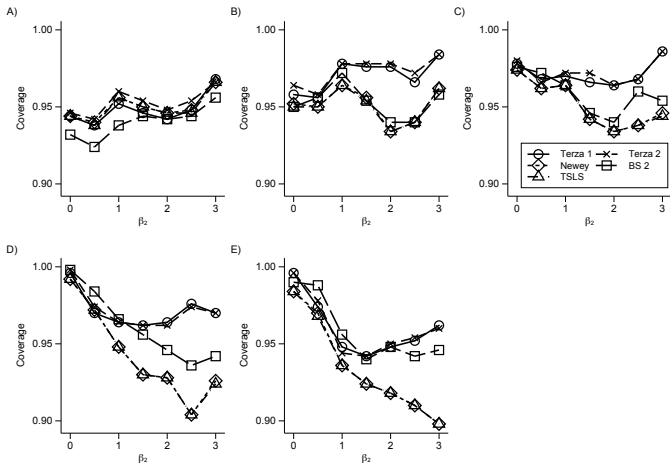 A)
B)
C)
1.00
0.95
0.90
Coverage
0 1 2 3
β2
1.00
0.95
0.90
Coverage
0 1 2 3
β2
1.00
0.95
0.90
Coverage
Terza 1 Terza 2
Newey BS 2
TSLS
0 1 2 3
β2
D)
E)
1.00
0.95
0.90
Coverage
0 1 2 3
β2
1.00
0.95
0.90
Coverage
0 1 2 3
β2